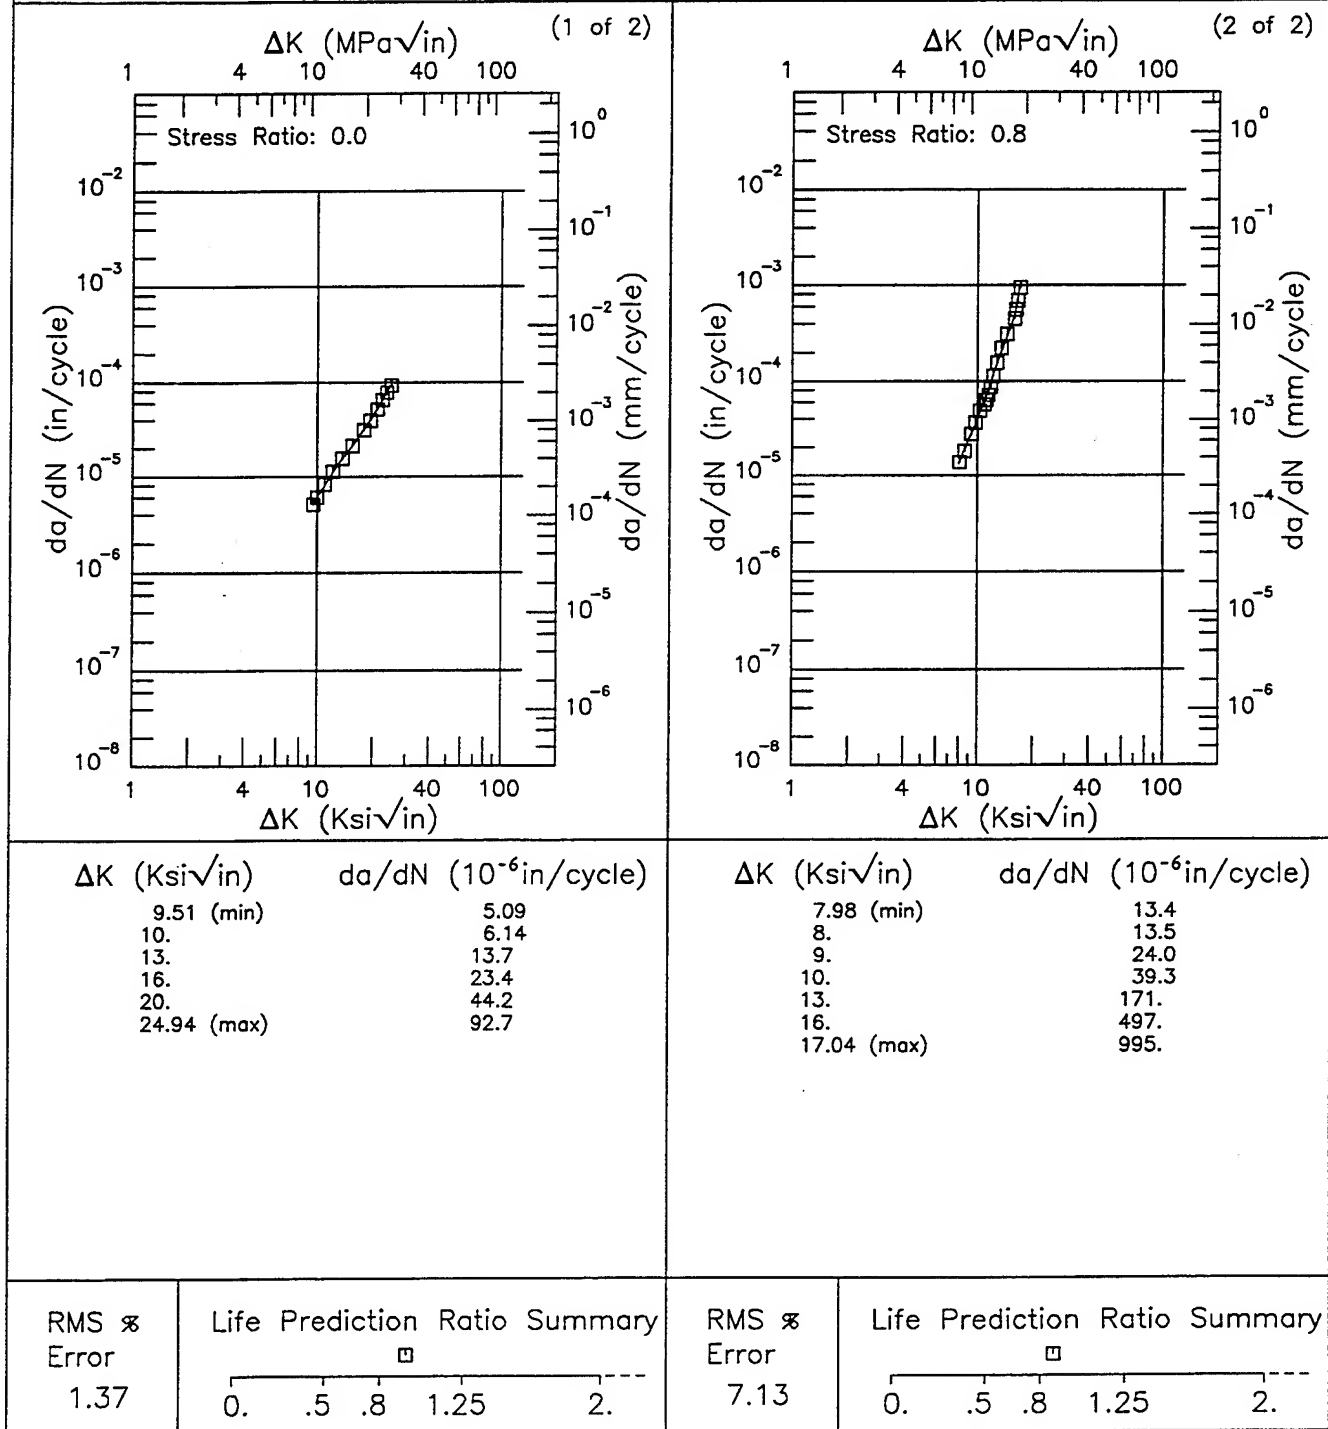 (1 of 2)
ΔK (MPa√in)
1 4 10 40 100
Stress Ratio: 0.0
10⁻²
10⁻³
10⁻⁴
10⁻⁵
10⁻⁶
10⁻⁷
10⁻⁸
da/dN (in/cycle)
10⁰
10⁻¹
10⁻²
10⁻³
10⁻⁴
10⁻⁵
10⁻⁶
da/dN (mm/cycle)
1 4 10 40 100
ΔK (Ksi√in)
(2 of 2)
ΔK (MPa√in)
1 4 10 40 100
Stress Ratio: 0.8
10⁻²
10⁻³
10⁻⁴
10⁻⁵
10⁻⁶
10⁻⁷
10⁻⁸
da/dN (in/cycle)
10⁰
10⁻¹
10⁻²
10⁻³
10⁻⁴
10⁻⁵
10⁻⁶
da/dN (mm/cycle)
1 4 10 40 100
ΔK (Ksi√in)
ΔK (Ksi√in) da/dN (10⁻⁶in/cycle)
9.51 (min) 5.09
10. 6.14
13. 13.7
16. 23.4
20. 44.2
24.94 (max) 92.7
ΔK (Ksi√in) da/dN (10⁻⁶in/cycle)
7.98 (min) 13.4
8. 13.5
9. 24.0
10. 39.3
13. 171.
16. 497.
17.04 (max) 995.
RMS %
Error
1.37
Life Prediction Ratio Summary
0. .5 .8 1.25 2.
RMS %
Error
7.13
Life Prediction Ratio Summary
0. .5 .8 1.25 2.